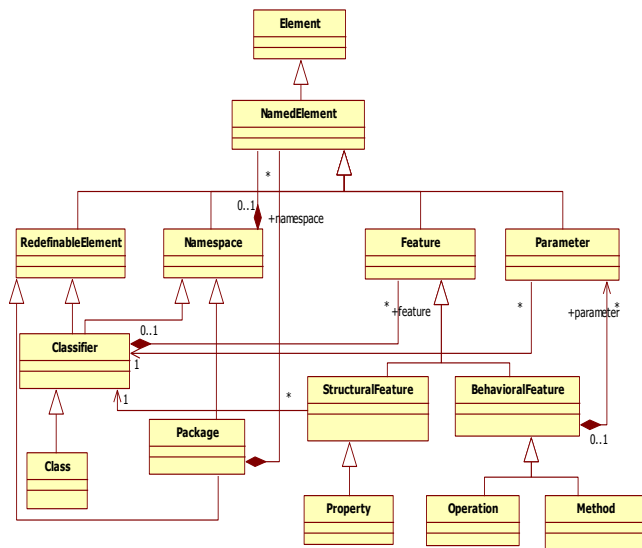 Element
NamedElement
*
0..1
+namespace
RedefinableElement
Namespace
Feature
Parameter
*
+feature
*
+parameter
*
Classifier
0..1
1
1
*
StructuralFeature
BehavioralFeature
Package
0..1
Class
Property
Operation
Method